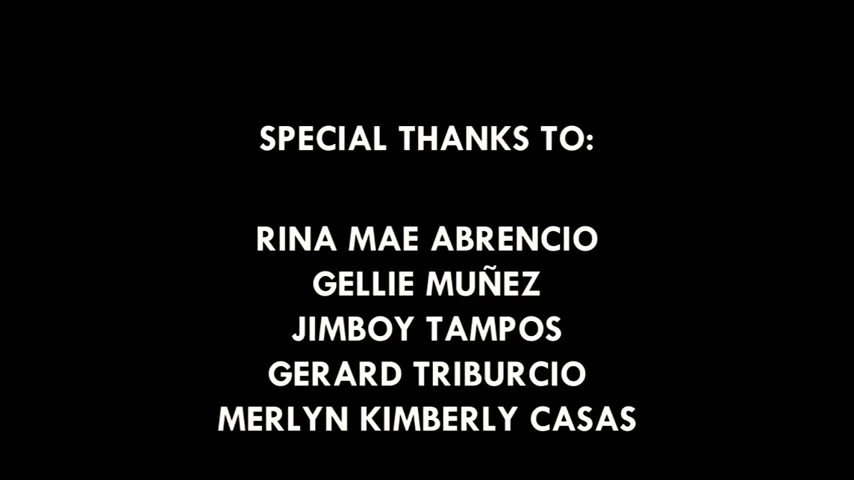 SPECIAL THANKS TO:
RINA MAE ABRENCIO
GELLIE MUÑEZ
JIMBOY TAMPOS
GERARD TRIBURCIO
MERLYN KIMBERLY CASAS